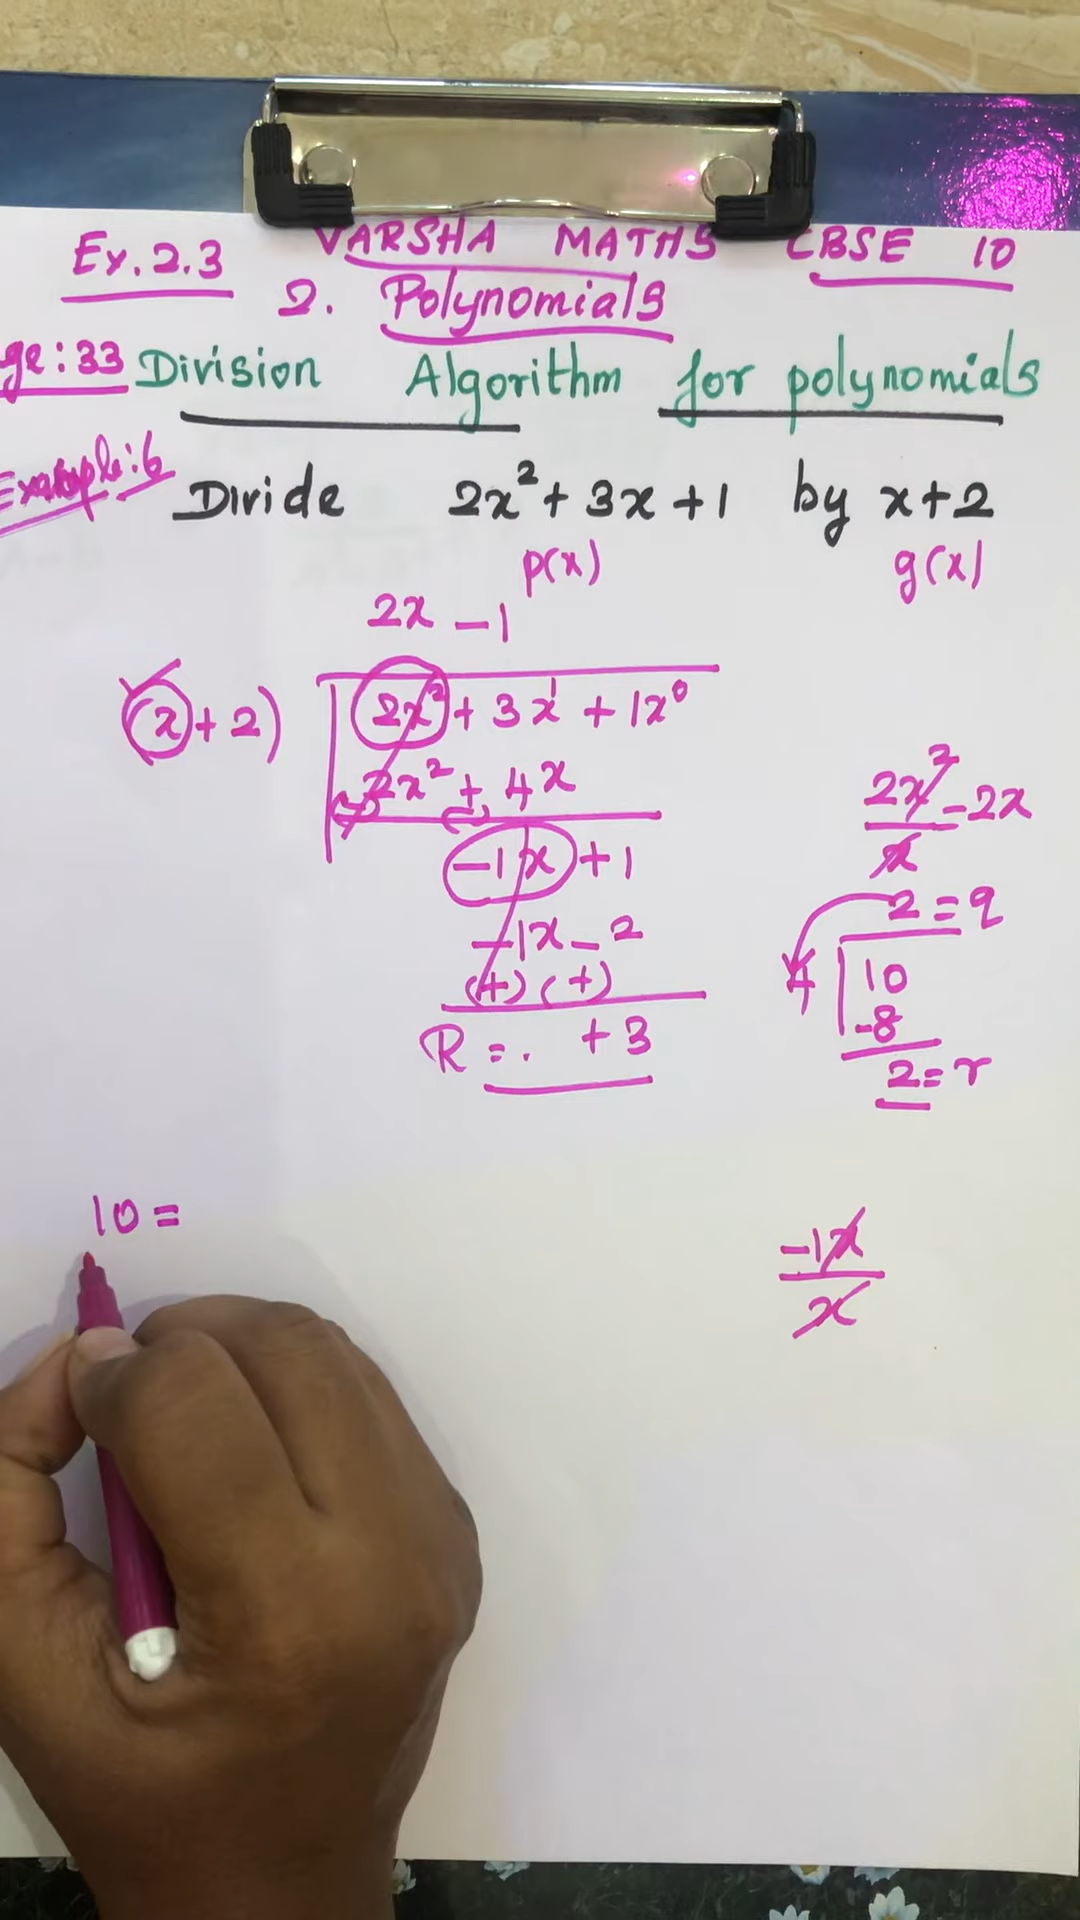 VARSHA MATHS CBSE 10
Ex. 2.3
2. Polynomials
ge: 33 Division Algorithm for polynomials
Example: 6 Divide 2x² + 3x + 1 by x + 2
p(x) g(x)
2x - 1
x + 2) 2x² + 3x¹ + 1x⁰
2x² + 4x
(-) (-)
-1x + 1
-1x - 2
(+) (+)
R = . + 3
2x² - 2x
x
2 = q
4 10
-8
2 = r
10 =
-1x
x